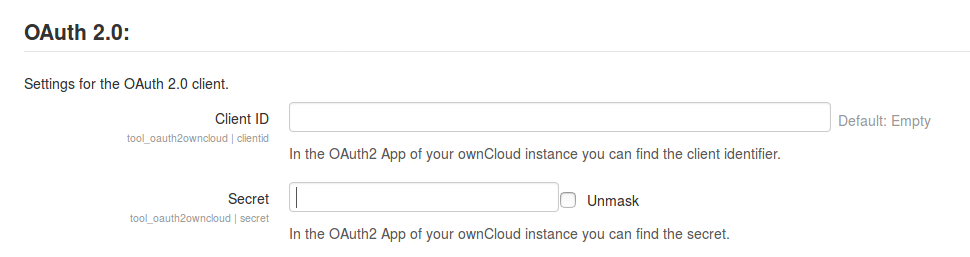 OAuth 2.0:
Settings for the OAuth 2.0 client.
Client ID
Default: Empty
tool_oauth2owncloud | clientid
In the OAuth2 App of your ownCloud instance you can find the client identifier.
Secret
Unmask
tool_oauth2owncloud | secret
In the OAuth2 App of your ownCloud instance you can find the secret.